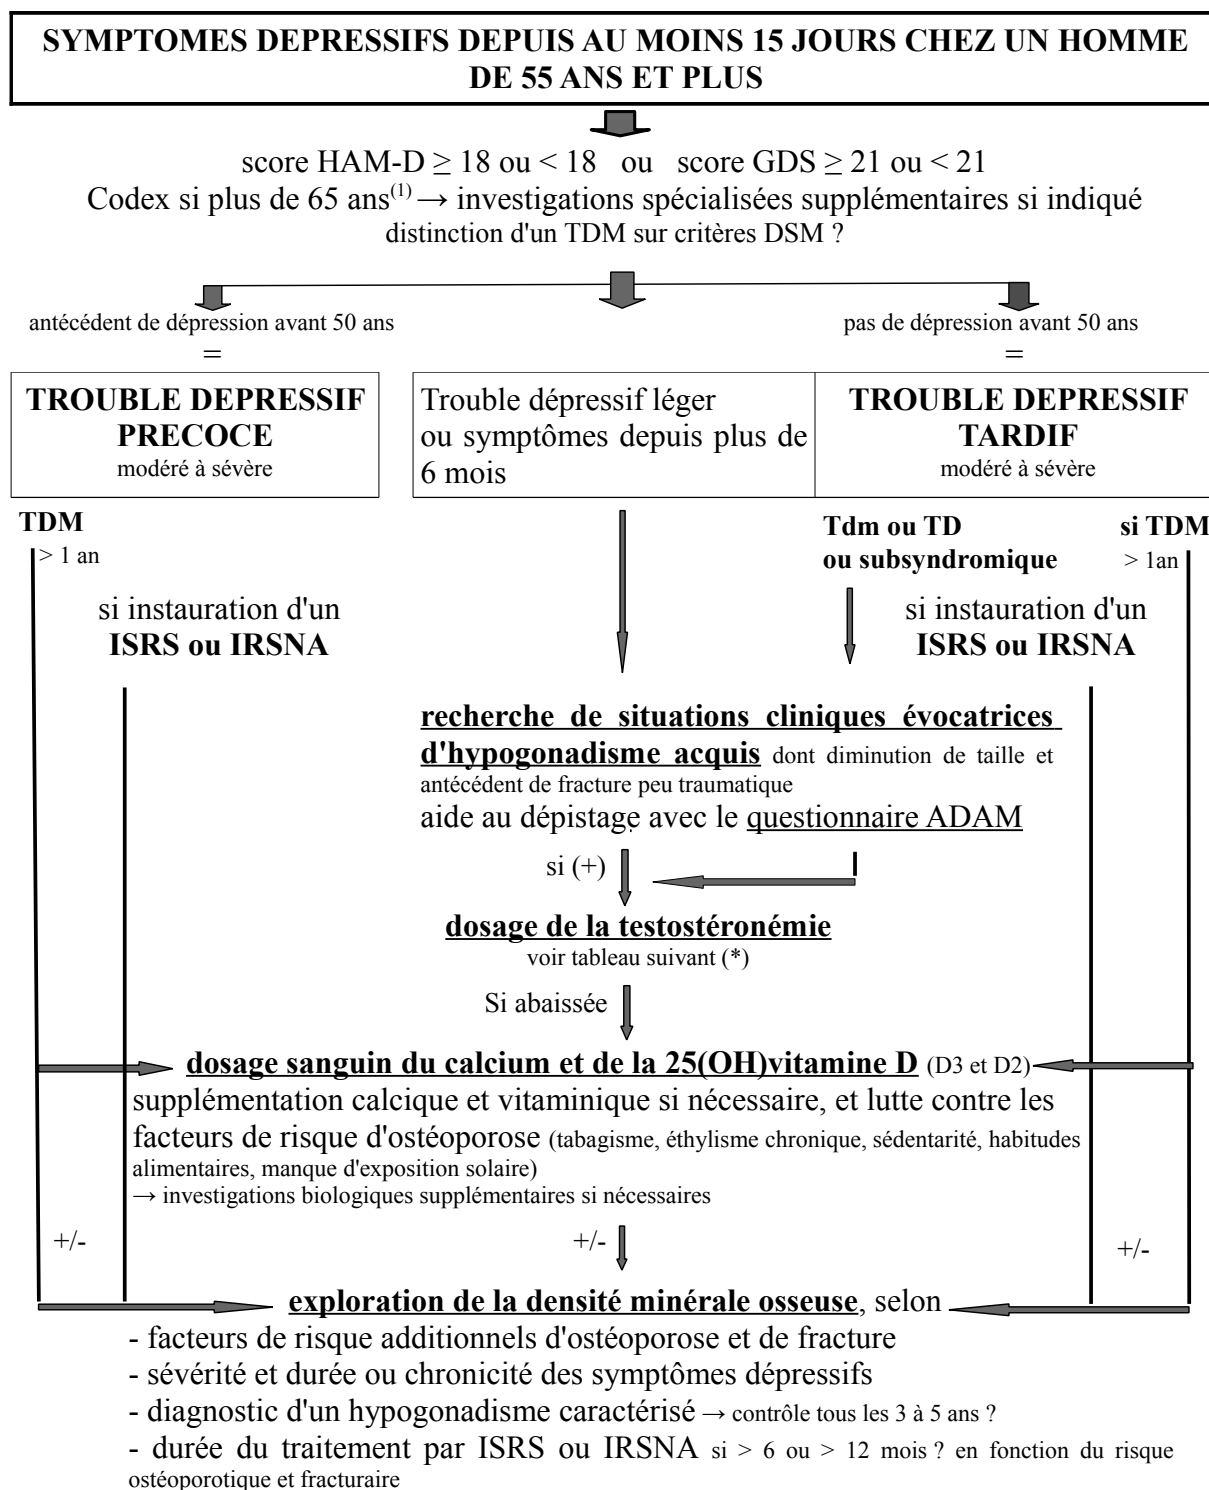 SYMPTOMES DEPRESSIFS DEPUIS AU MOINS 15 JOURS CHEZ UN HOMME
DE 55 ANS ET PLUS
score HAM-D ≥ 18 ou < 18 ou score GDS ≥ 21 ou < 21
Codex si plus de 65 ans(1) → investigations spécialisées supplémentaires si indiqué
distinction d'un TDM sur critères DSM ?
antécédent de dépression avant 50 ans
=
pas de dépression avant 50 ans
=
TROUBLE DEPRESSIF
PRECOCE
modéré à sévère
Trouble dépressif léger
ou symptômes depuis plus de
6 mois
TROUBLE DEPRESSIF
TARDIF
modéré à sévère
TDM
> 1 an
si instauration d'un
ISRS ou IRSNA
Tdm ou TD
ou subsyndromique
si TDM
> 1an
si instauration d'un
ISRS ou IRSNA
recherche de situations cliniques évocatrices
d'hypogonadisme acquis dont diminution de taille et
antécédent de fracture peu traumatique
aide au dépistage avec le questionnaire ADAM
si (+)
dosage de la testostéronémie
voir tableau suivant (*)
Si abaissée
dosage sanguin du calcium et de la 25(OH)vitamine D (D3 et D2)
supplémentation calcique et vitaminique si nécessaire, et lutte contre les
facteurs de risque d'ostéoporose (tabagisme, éthylisme chronique, sédentarité, habitudes
alimentaires, manque d'exposition solaire)
→ investigations biologiques supplémentaires si nécessaires
+/-
+/-
+/-
exploration de la densité minérale osseuse, selon
- facteurs de risque additionnels d'ostéoporose et de fracture
- sévérité et durée ou chronicité des symptômes dépressifs
- diagnostic d'un hypogonadisme caractérisé → contrôle tous les 3 à 5 ans ?
- durée du traitement par ISRS ou IRSNA si > 6 ou > 12 mois ? en fonction du risque
ostéoporotique et fracturaire